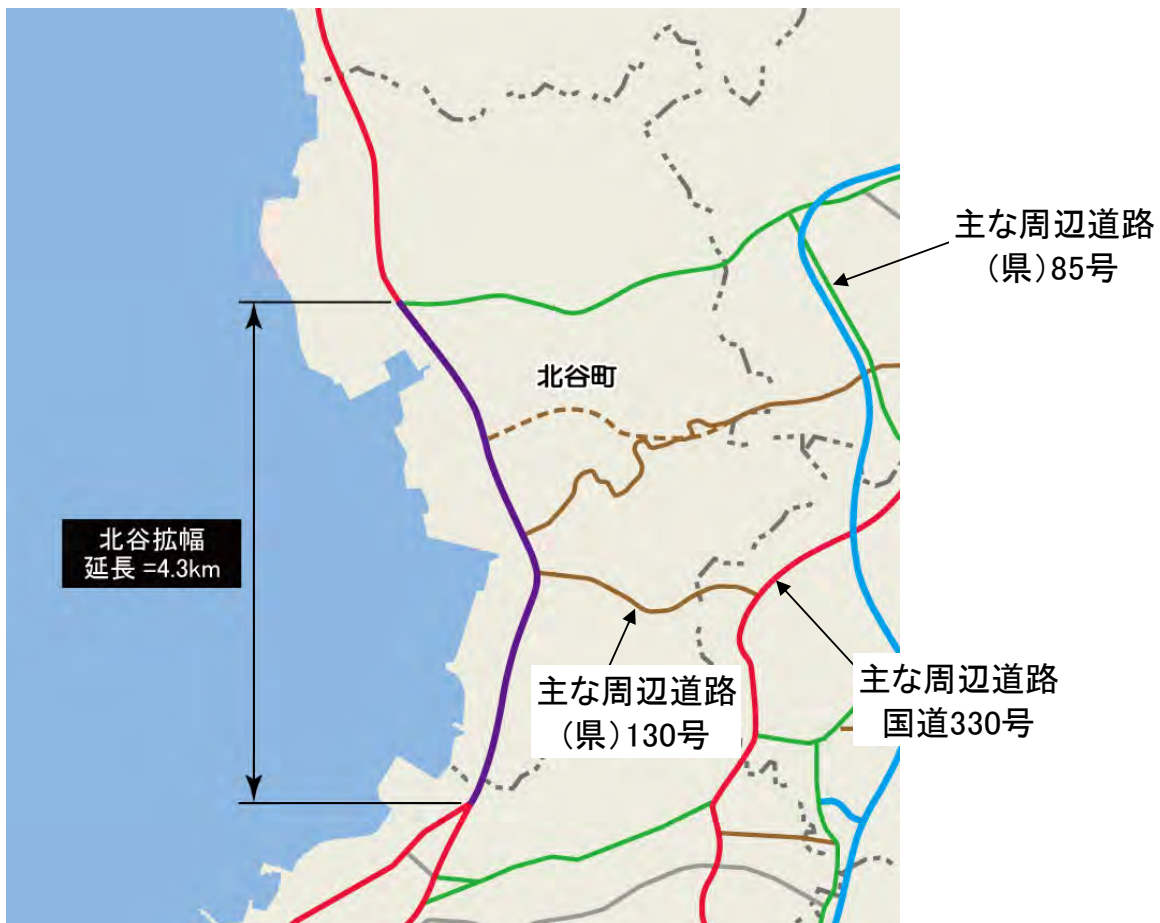 主な周辺道路
(県)85号
北谷町
北谷拡幅
延長=4.3km
主な周辺道路
(県)130号
主な周辺道路
国道330号